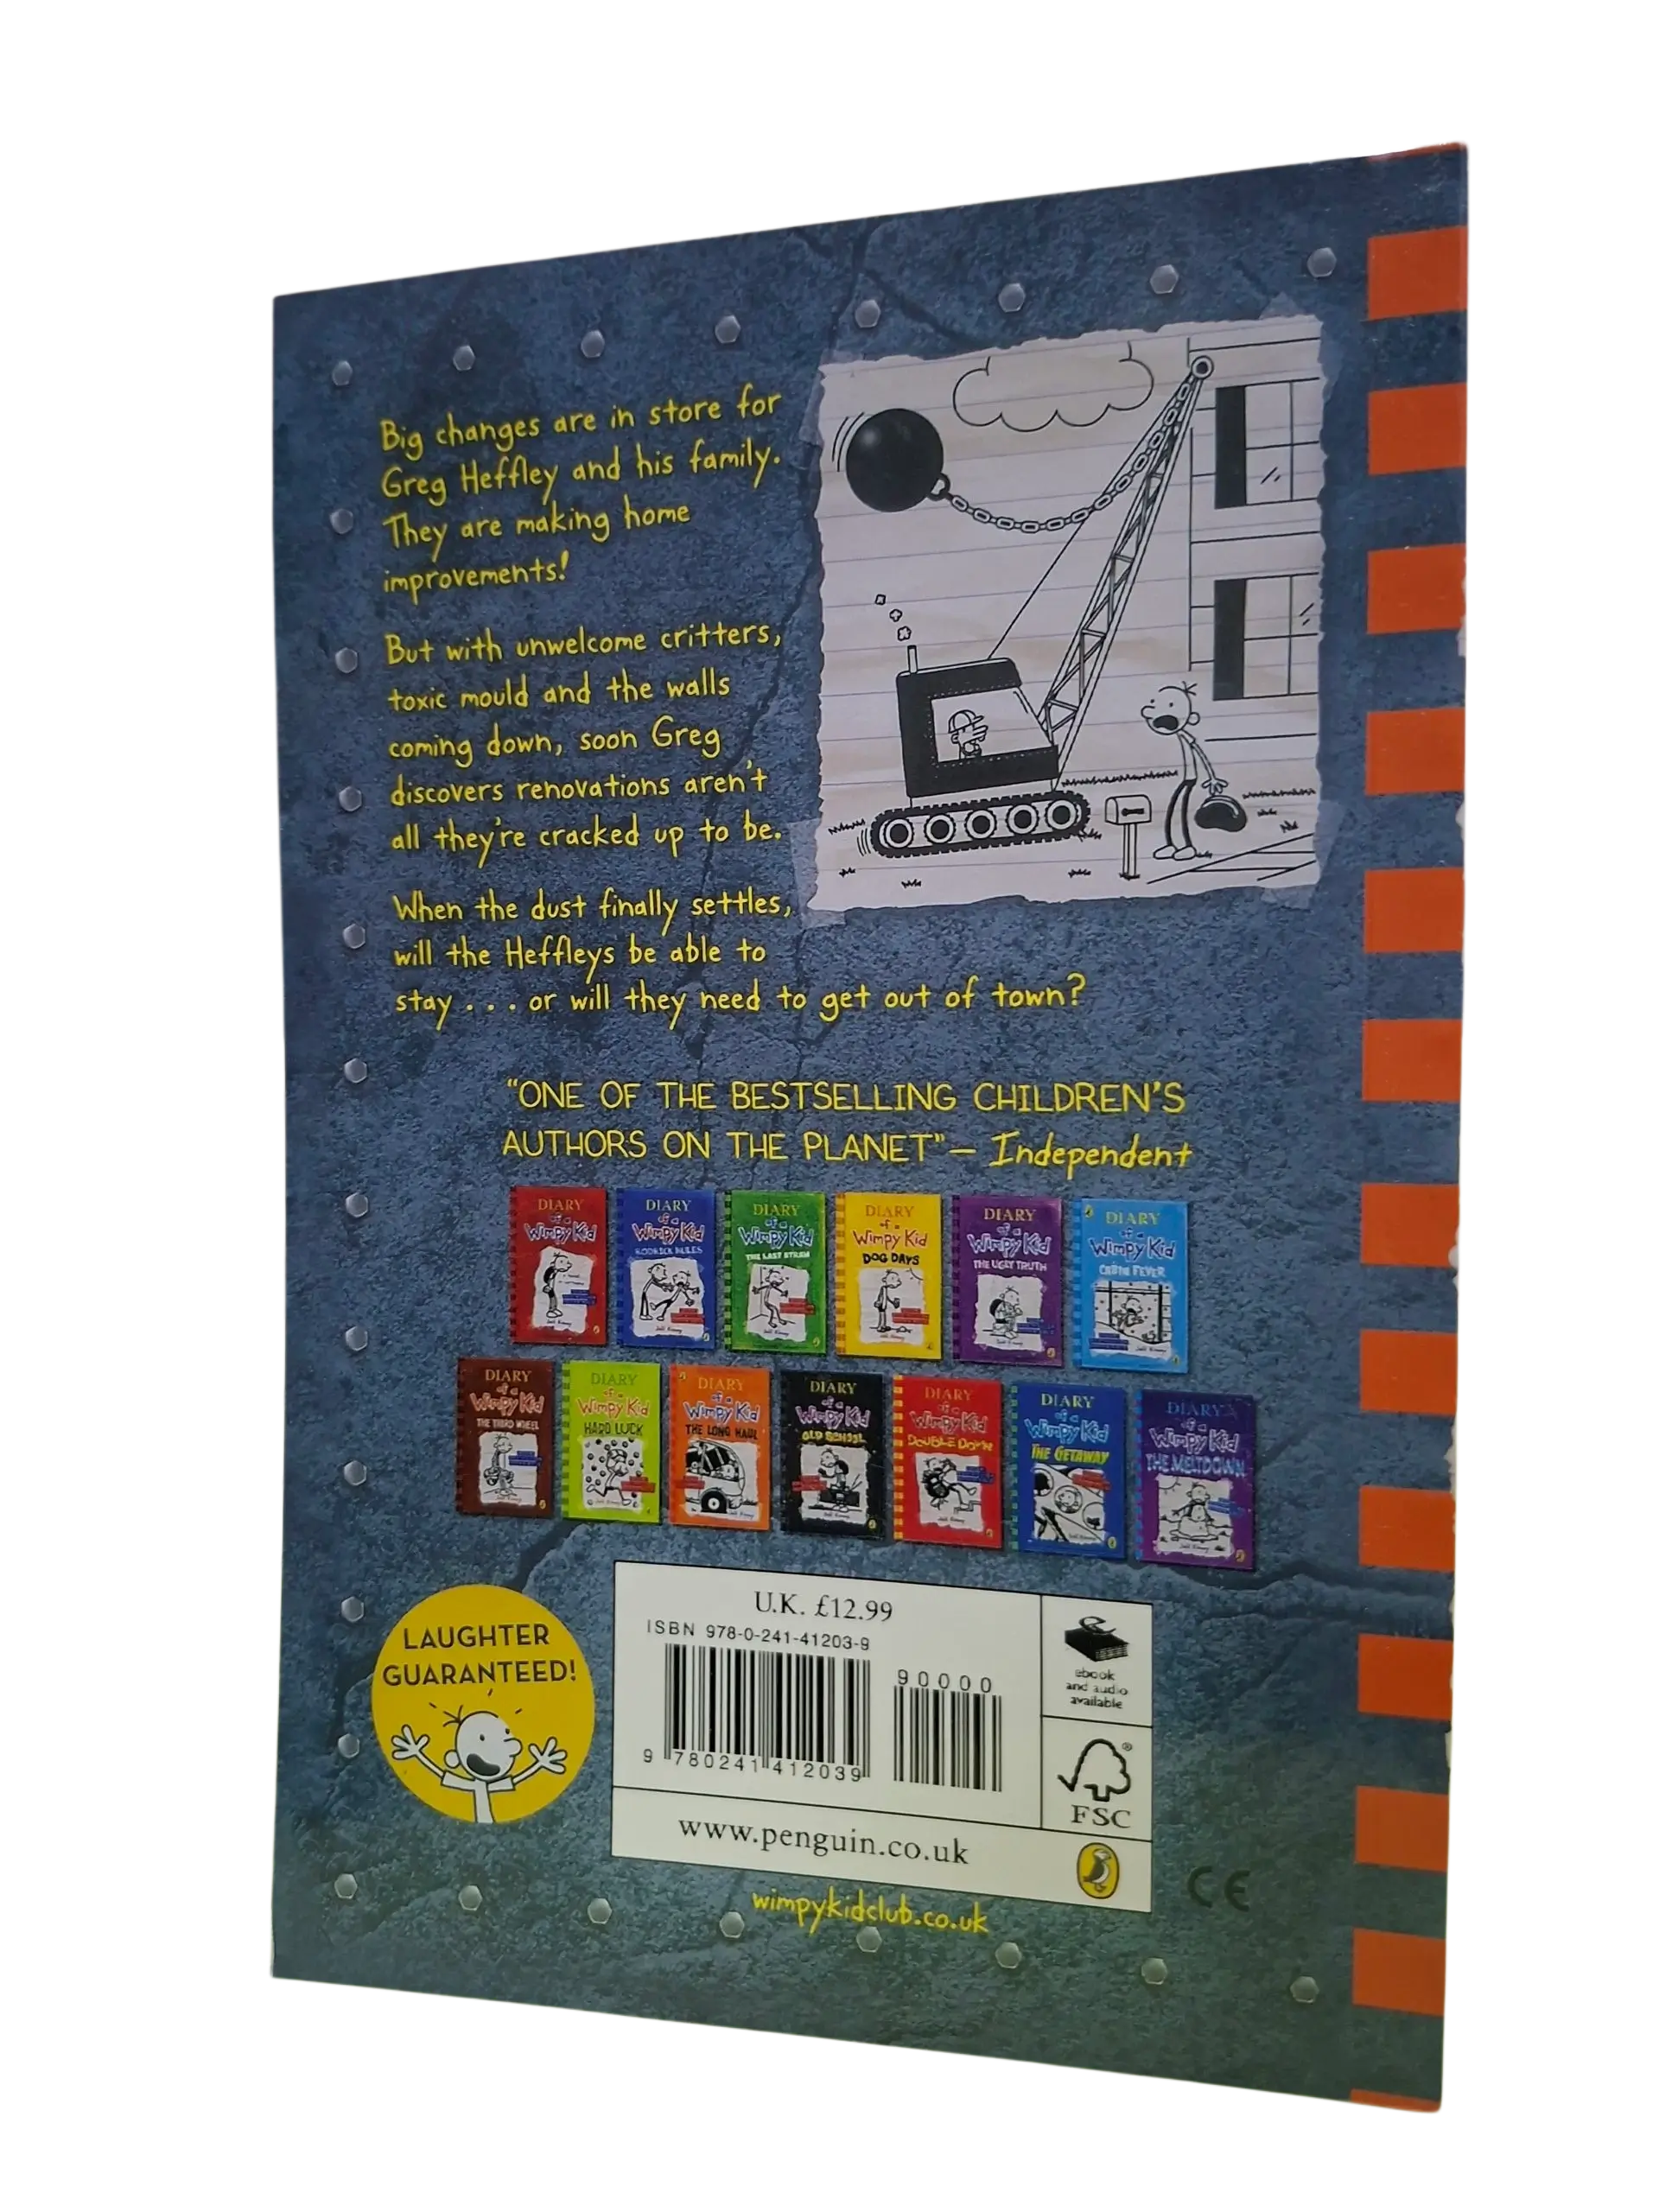 Big changes are in store for
Greg Heffley and his family.
They are making home
improvements!
But with unwelcome critters,
toxic mould and the walls
coming down, soon Greg
discovers renovations aren't
all they're cracked up to be.
When the dust finally settles,
will the Heffleys be able to
stay . . . or will they need to get out of town?
"ONE OF THE BESTSELLING CHILDREN'S
AUTHORS ON THE PLANET"— Independent
DIARY
of a
Wimpy Kid
DIARY
of a
Wimpy Kid
RODRICK RULES
DIARY
of a
Wimpy Kid
THE LAST STRAW
DIARY
of a
Wimpy Kid
DOG DAYS
DIARY
of a
Wimpy Kid
THE UGLY TRUTH
DIARY
of a
Wimpy Kid
CABIN FEVER
DIARY
of a
Wimpy Kid
THE THIRD WHEEL
DIARY
of a
Wimpy Kid
HARD LUCK
DIARY
of a
Wimpy Kid
THE LONG HAUL
DIARY
of a
Wimpy Kid
OLD SCHOOL
DIARY
of a
Wimpy Kid
DOUBLE DOWN
DIARY
of a
Wimpy Kid
THE GETAWAY
DIARY
of a
Wimpy Kid
THE MELTDOWN
LAUGHTER
GUARANTEED!
U.K. £12.99
ISBN 978-0-241-41203-9
90000
9 780241 412039
ebook
and audio
available
®
FSC
www.penguin.co.uk
CE
wimpykidclub.co.uk